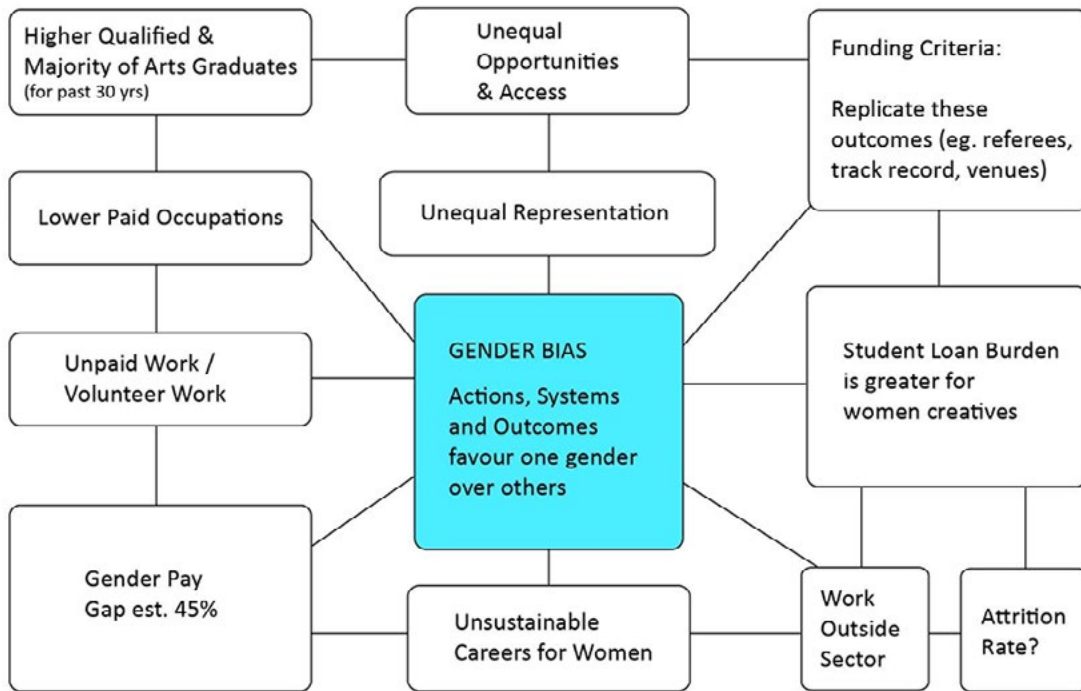 Higher Qualified &
Majority of Arts Graduates
(for past 30 yrs)
Unequal
Opportunities
& Access
Funding Criteria:
Replicate these
outcomes (eg. referees,
track record, venues)
Lower Paid Occupations
Unequal Representation
Unpaid Work /
Volunteer Work
GENDER BIAS
Actions, Systems
and Outcomes
favour one gender
over others
Student Loan Burden
is greater for
women creatives
Gender Pay
Gap est. 45%
Unsustainable
Careers for Women
Work
Outside
Sector
Attrition
Rate?